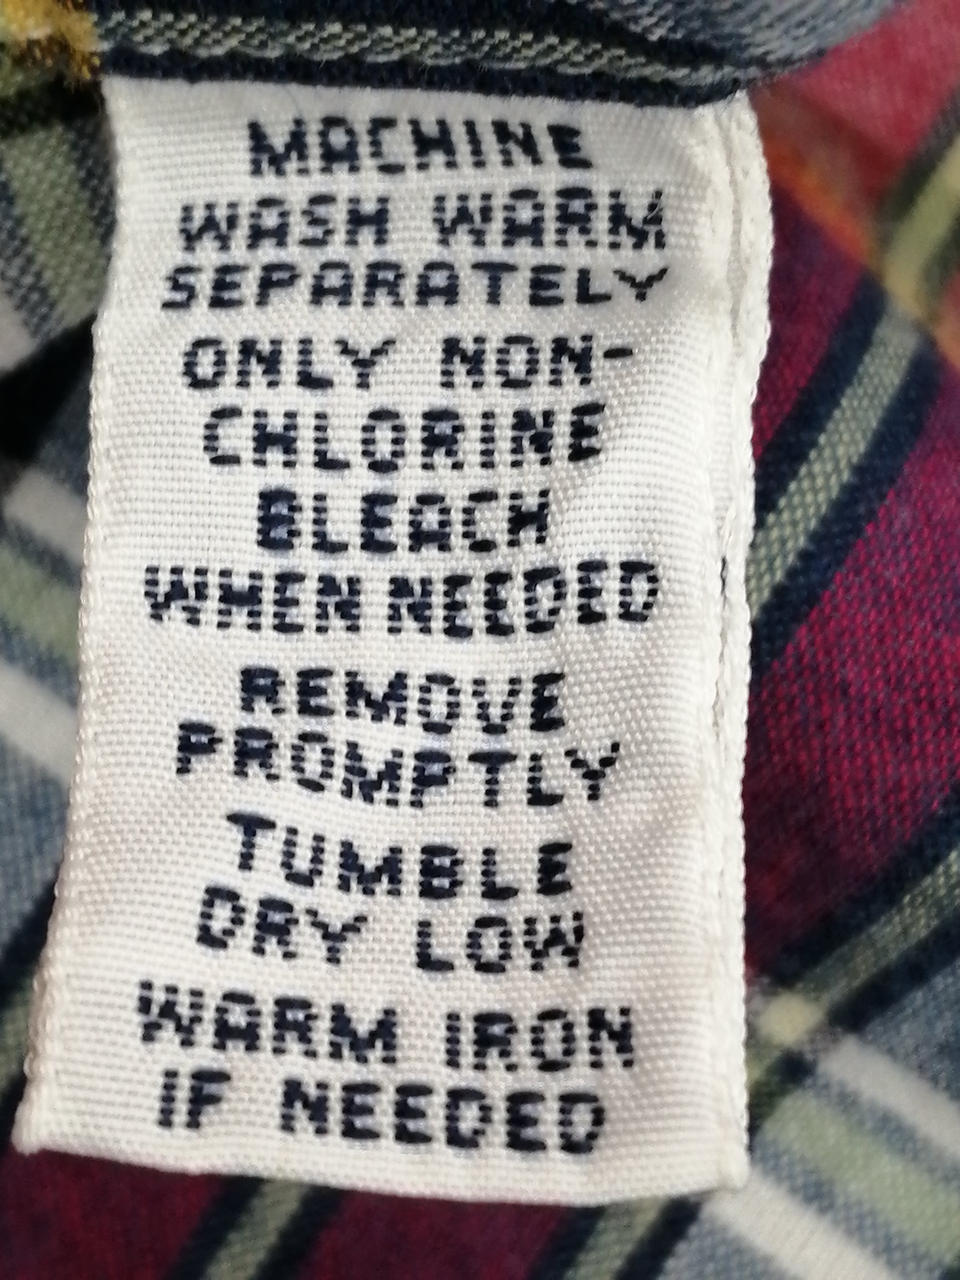 MACHINE
WASH WARM
SEPARATELY
ONLY NON-
CHLORINE
BLEACH
WHEN NEEDED
REMOVE
PROMPTLY
TUMBLE
DRY LOW
WARM IRON
IF NEEDED